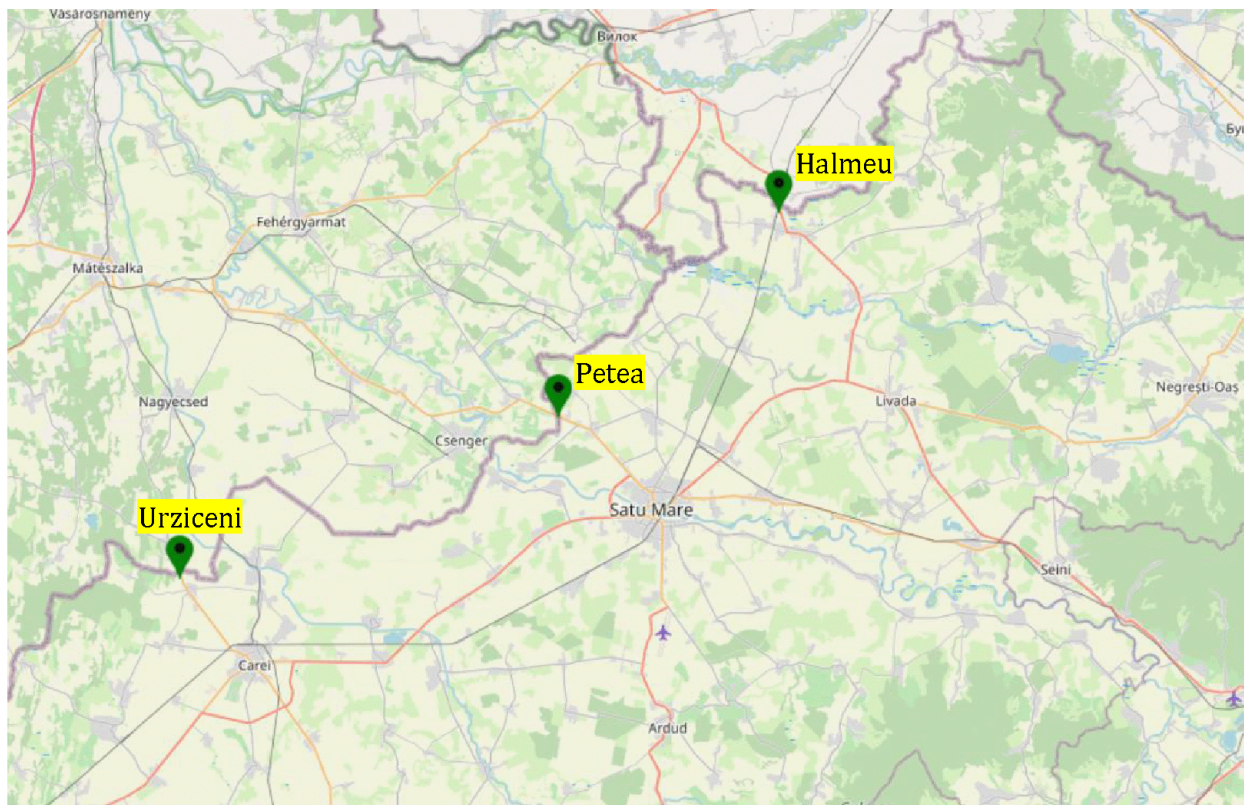 Vásárosnamény
Вилок
Halmeu
Fehérgyarmat
Mátészalka
Petea
Negrești-Oaș
Nagyecsed
Livada
Csenger
Urziceni
Satu Mare
Seini
Carei
Ardud